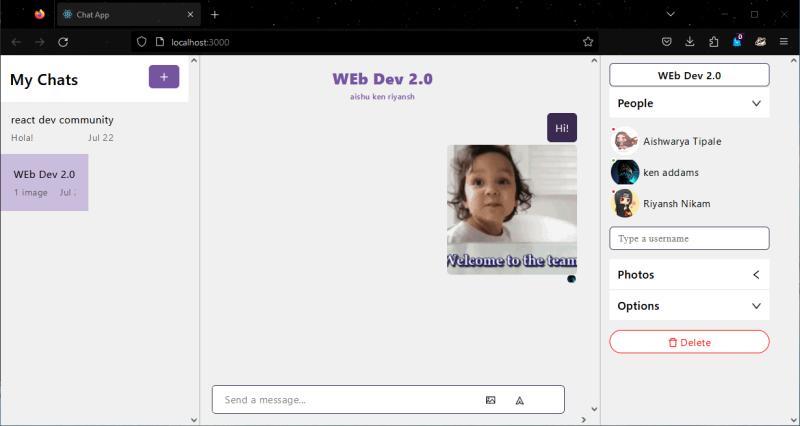 Chat App
localhost:3000
0
My Chats
+
react dev community
Hola!
Jul 22
WEb Dev 2.0
1 image
Jul
WEb Dev 2.0
aishu ken riyansh
Hi!
Welcome to the team
Send a message...
WEb Dev 2.0
People
Aishwarya Tipale
ken addams
Riyansh Nikam
Type a username
Photos
Options
Delete